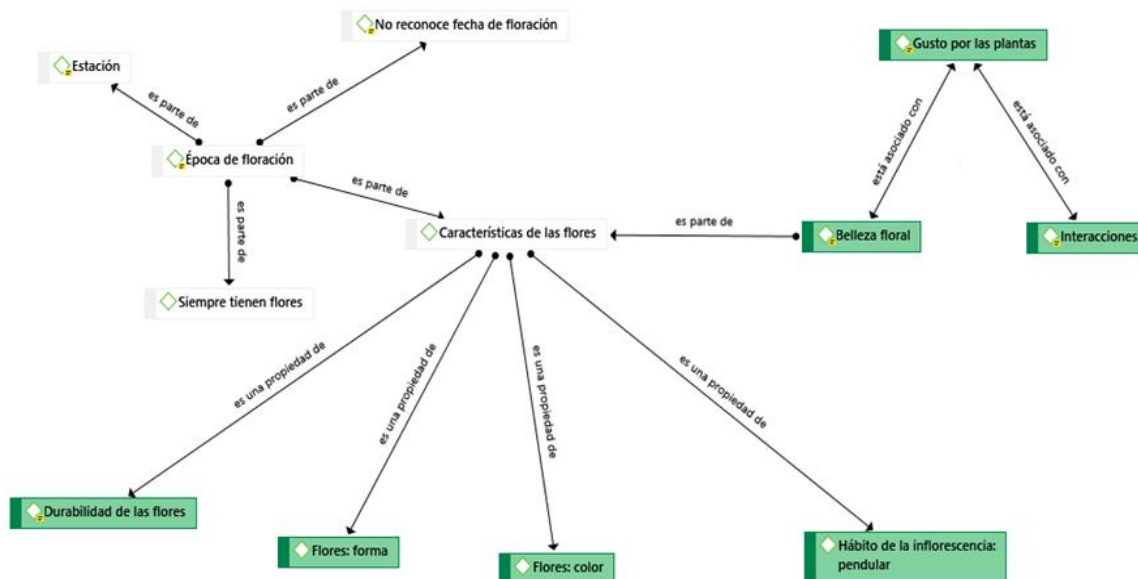 No reconoce fecha de floración
Gusto por las plantas
Estación
es parte de
es parte de
está asociado con
está asociado con
Época de floración
es parte de
es parte de
Características de las flores
es parte de
Belleza floral
Interacciones
Siempre tienen flores
es una propiedad de
es una propiedad de
es una propiedad de
es una propiedad de
Durabilidad de las flores
Flores: forma
Flores: color
Hábito de la inflorescencia:
pendular